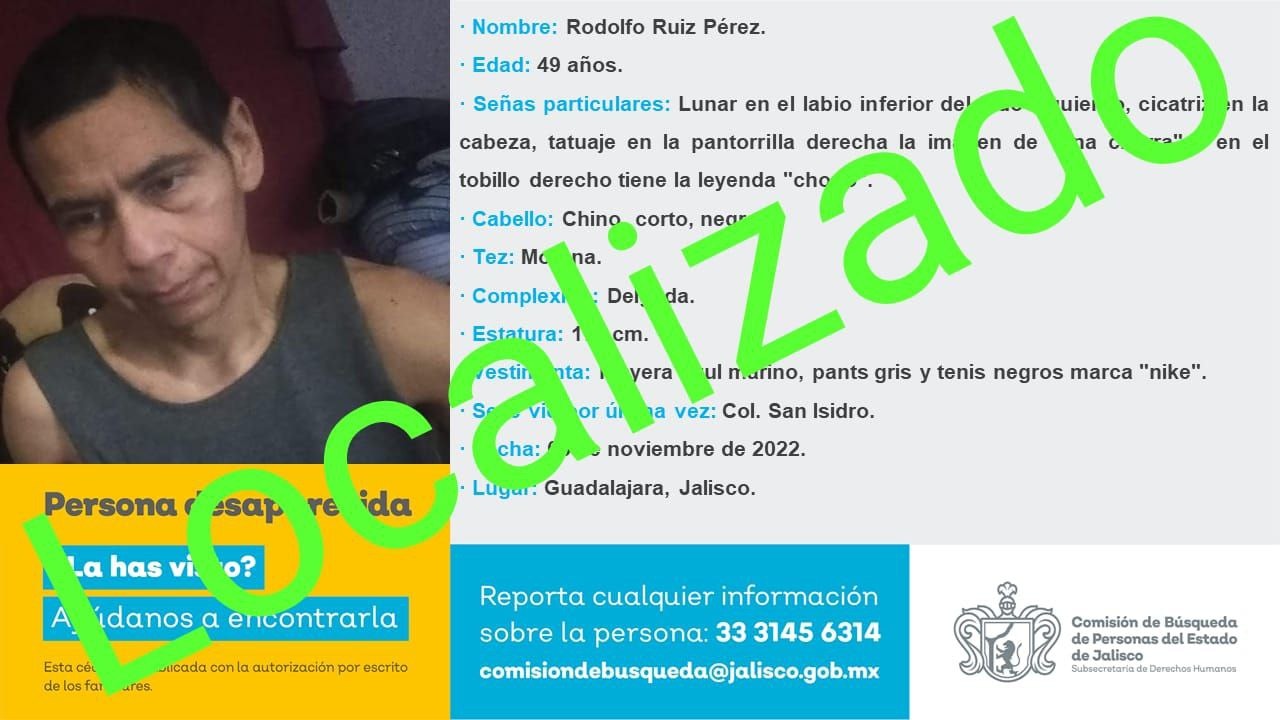 · Nombre: Rodolfo Ruiz Pérez.
· Edad: 49 años.
· Señas particulares: Lunar en el labio inferior del, cicatriz en la
cabeza, tatuaje en la pantorrilla derecha la imagen de en el
tobillo derecho tiene la leyenda
· Cabello: Chino, corto, negro
· Tez: Morena.
· Complexión: Delgada.
· Estatura: cm.
Vestimenta: Playera azul marino, pants gris y tenis negros marca "nike".
· Se le vio por última vez: Col. San Isidro.
· Fecha: de noviembre de 2022.
· Lugar: Guadalajara, Jalisco.
Localizado
Persona desaparecida
¿La has visto?
Ayúdanos a encontrarla
Esta cédula publicada con la autorización por escrito
de los familiares.
Reporta cualquier información
sobre la persona: 33 3145 6314
comisiondebusqueda@jalisco.gob.mx
Comisión de Búsqueda
de Personas del Estado
de Jalisco
Subsecretaría de Derechos Humanos